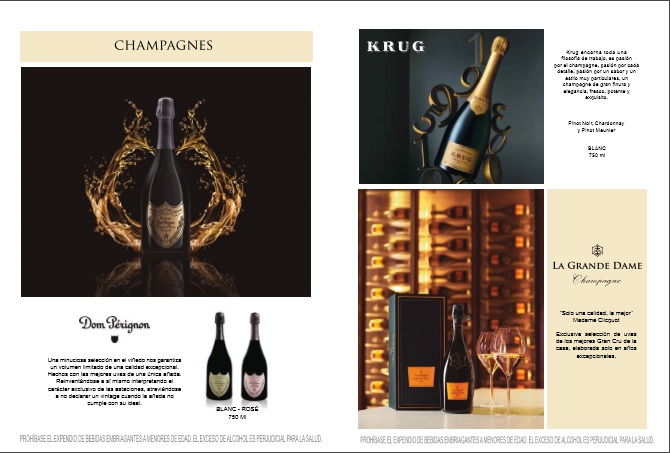 CHAMPAGNES
Dom Pérignon
Una minuciosa selección en el viñedo nos garantiza
un volumen limitado de una calidad excepcional.
Hechos con las mejores uvas de una única añada.
Reinventándose a sí mismo interpretando el
carácter exclusivo de las estaciones, atreviéndose
a no declarar un vintage cuando la añada no
cumple con su ideal.
BLANC - ROSÉ
750 Ml
PROHÍBASE EL EXPENDIO DE BEBIDAS EMBRIAGANTES A MENORES DE EDAD. EL EXCESO DE ALCOHOL ES PERJUDICIAL PARA LA SALUD.
KRUG
KRUG
Krug encarna toda una
filosofía de trabajo, es pasión
por el champagne, pasión por cada
detalle, pasión por un sabor y un
estilo muy particulares, un
champagne de gran finura y
elegancia, fresco, potente y
exquisito.
Pinot Noir, Chardonnay
y Pinot Meunier
BLANC
750 ml
LA GRANDE DAME
Champagne
"Solo una calidad, la mejor"
Madame Clicquot
Exclusiva selección de uvas
de los mejores Gran Cru de la
casa, elaborada solo en años
excepcionales.
PROHÍBASE EL EXPENDIO DE BEBIDAS EMBRIAGANTES A MENORES DE EDAD. EL EXCESO DE ALCOHOL ES PERJUDICIAL PARA LA SALUD.